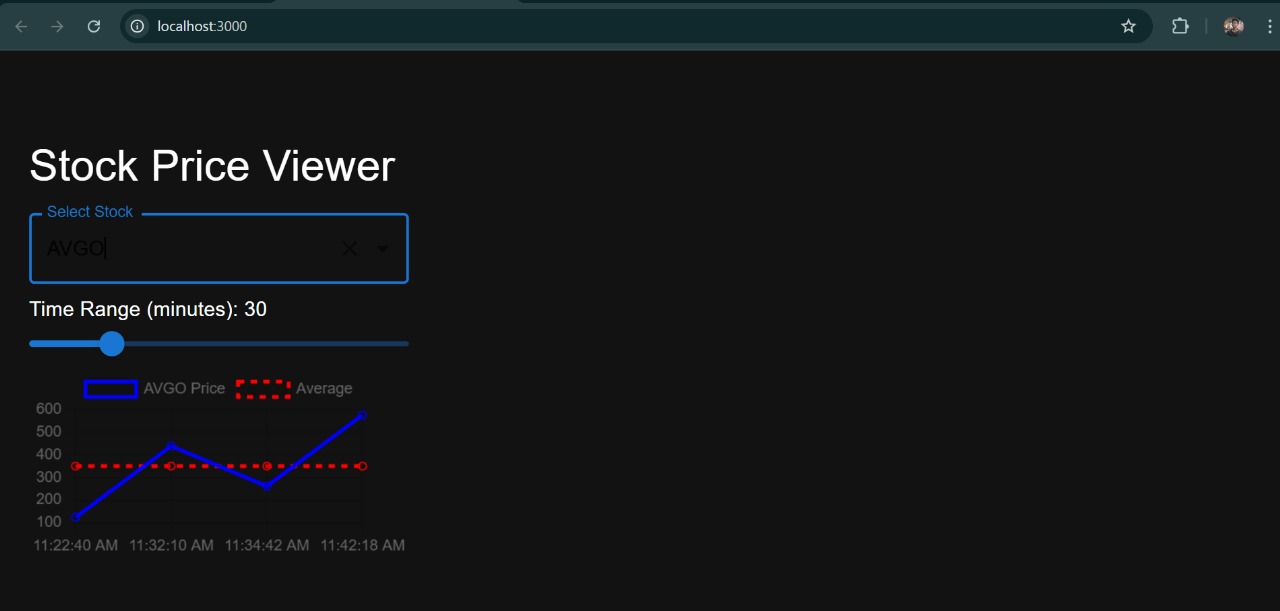 localhost:3000
Stock Price Viewer
Select Stock
AVGO
Time Range (minutes): 30
AVGO Price Average
600
500
400
300
200
100
11:22:40 AM 11:32:10 AM 11:34:42 AM 11:42:18 AM